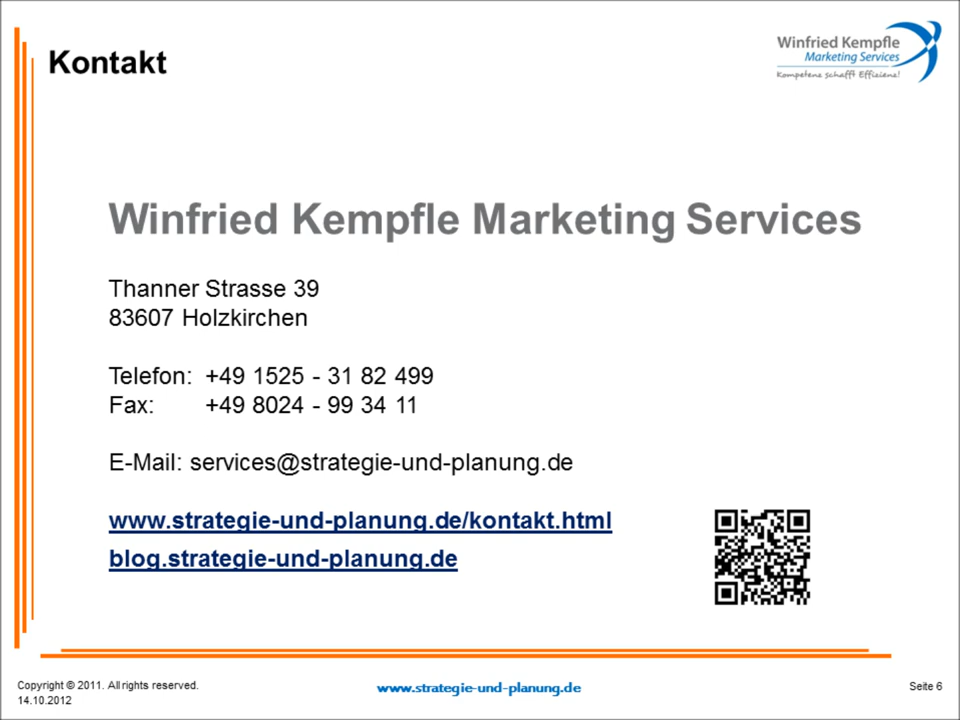 Kontakt
Winfried Kempfle
Marketing Services
Kompetenz schafft Effizienz!
Winfried Kempfle Marketing Services
Thanner Strasse 39
83607 Holzkirchen
Telefon: +49 1525 - 31 82 499
Fax: +49 8024 - 99 34 11
E-Mail: services@strategie-und-planung.de
www.strategie-und-planung.de/kontakt.html
blog.strategie-und-planung.de
Copyright © 2011. All rights reserved.
14.10.2012
www.strategie-und-planung.de
Seite 6